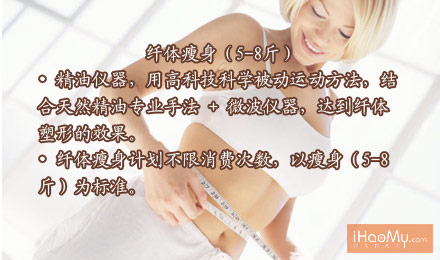 纤体瘦身（5-8斤）
• 精油仪器，用高科技科学被动运动方法，结
合天然精油专业手法 + 微波仪器，达到纤体
塑形的效果。
• 纤体瘦身计划不限消费次数，以瘦身（5-8
斤）为标准。
iHaoMy.com